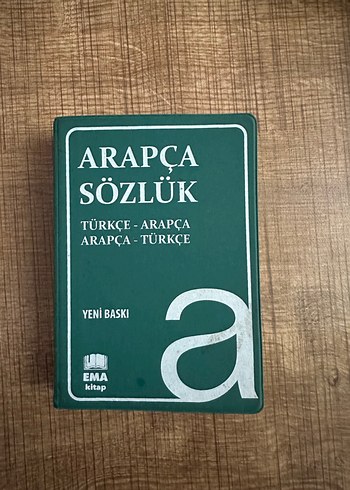 ARAPÇA
SÖZLÜK
TÜRKÇE - ARAPÇA
ARAPÇA - TÜRKÇE
YENİ BASKI
a
EMA
kitap